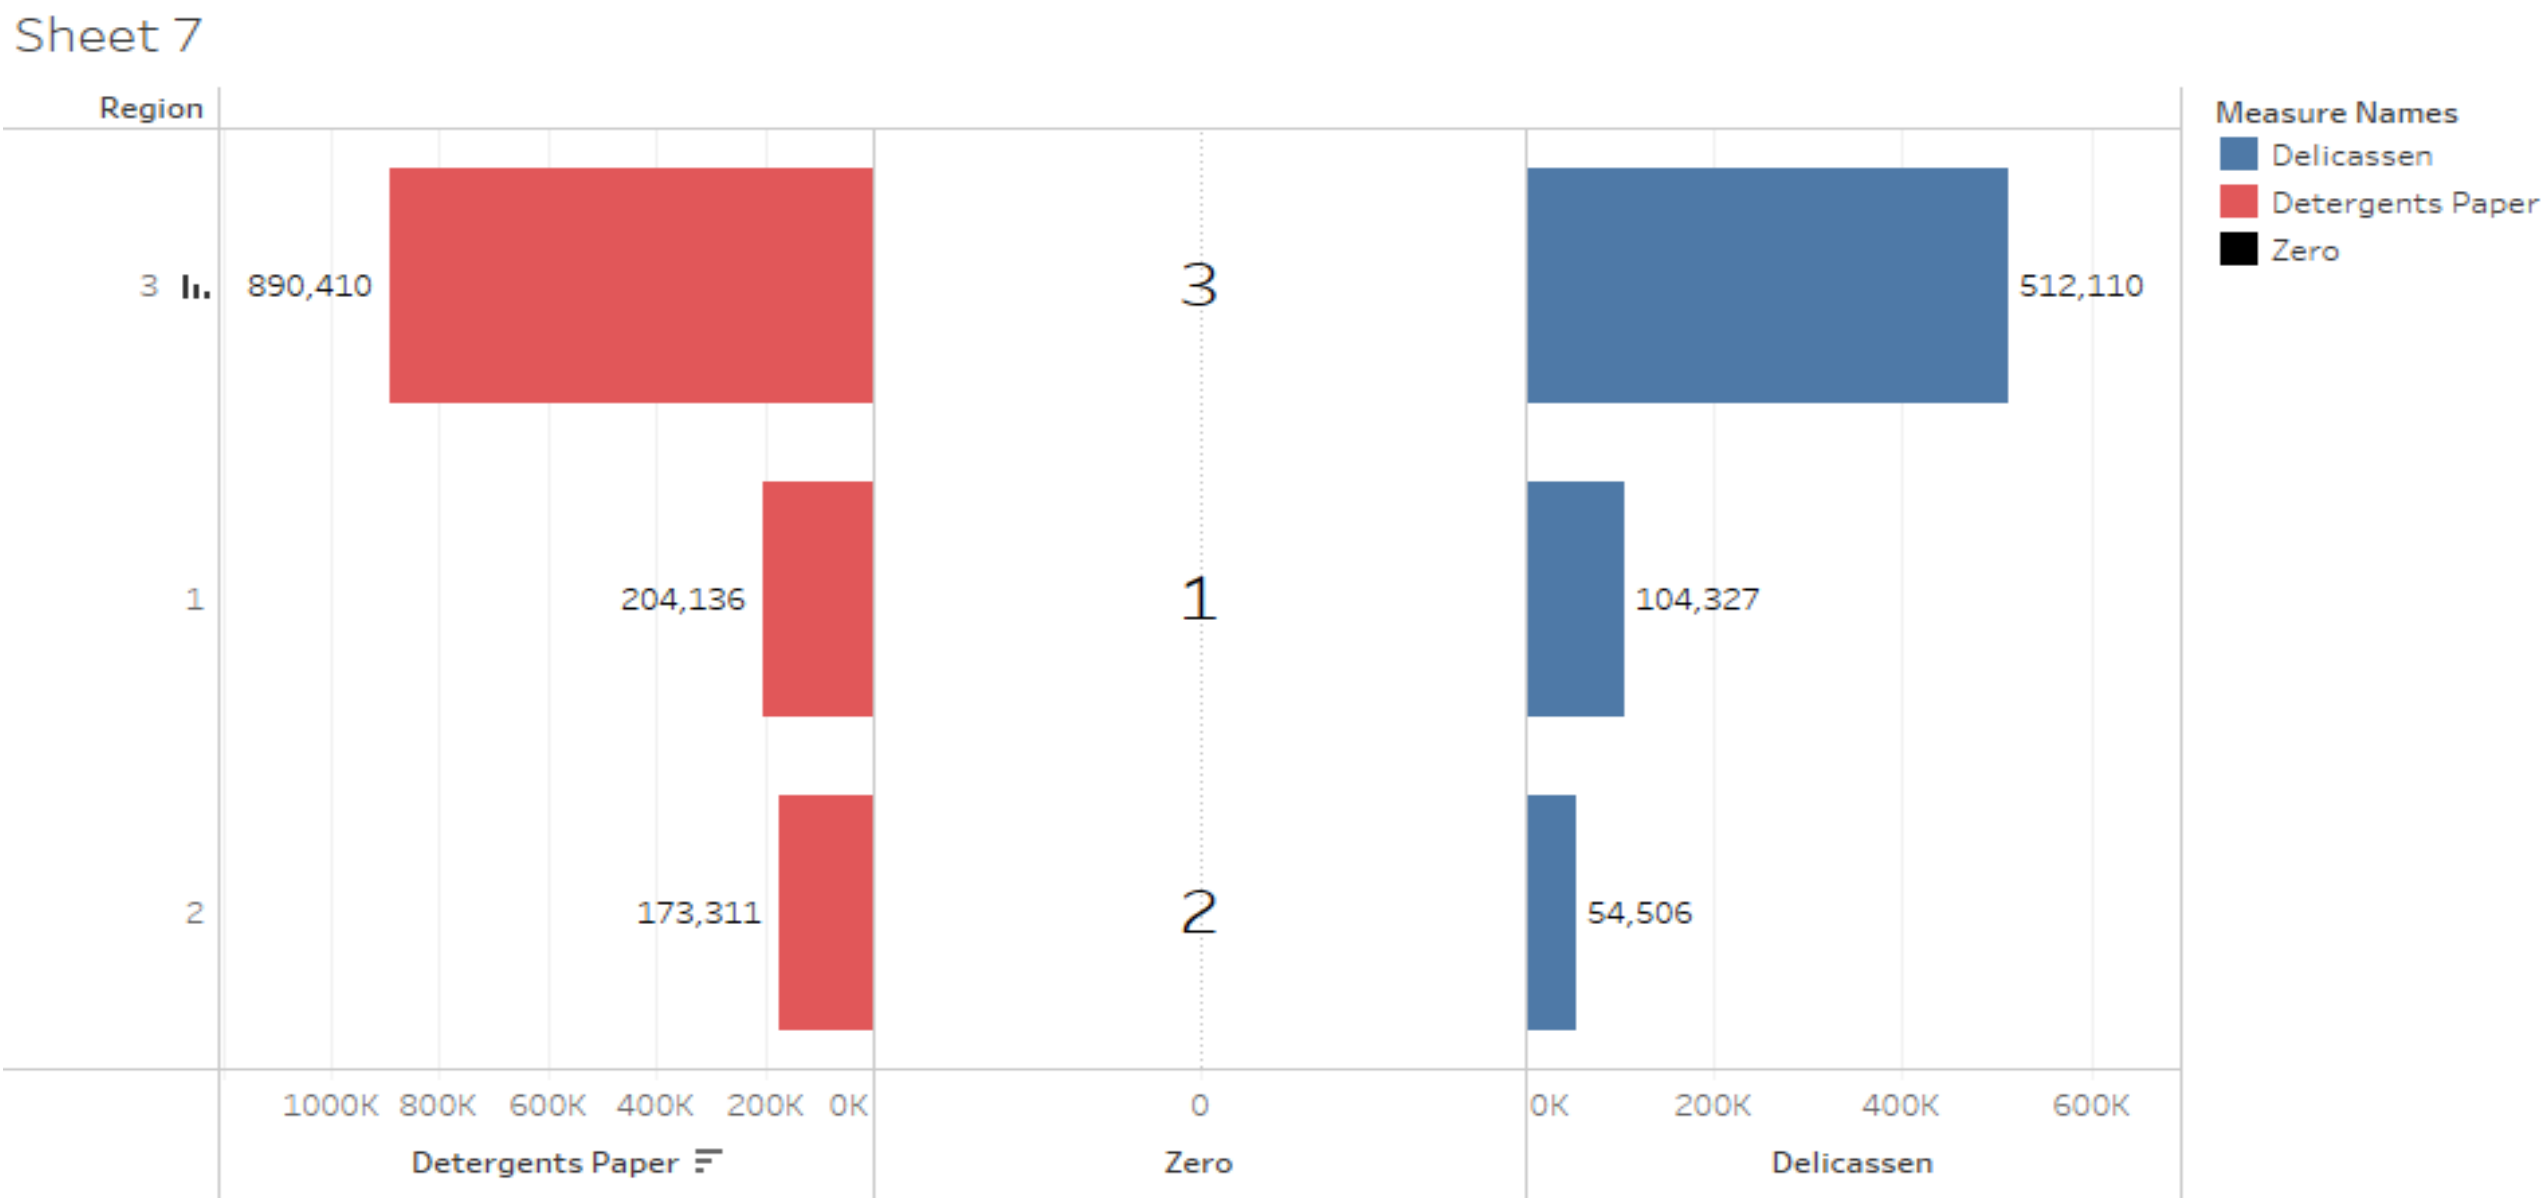 Sheet 7
Region
Measure Names
Delicassen
Detergents Paper
Zero
3 890,410 3 512,110
1 204,136 1 104,327
2 173,311 2 54,506
1000K 800K 600K 400K 200K 0K 0 0K 200K 400K 600K
Detergents Paper Zero Delicassen